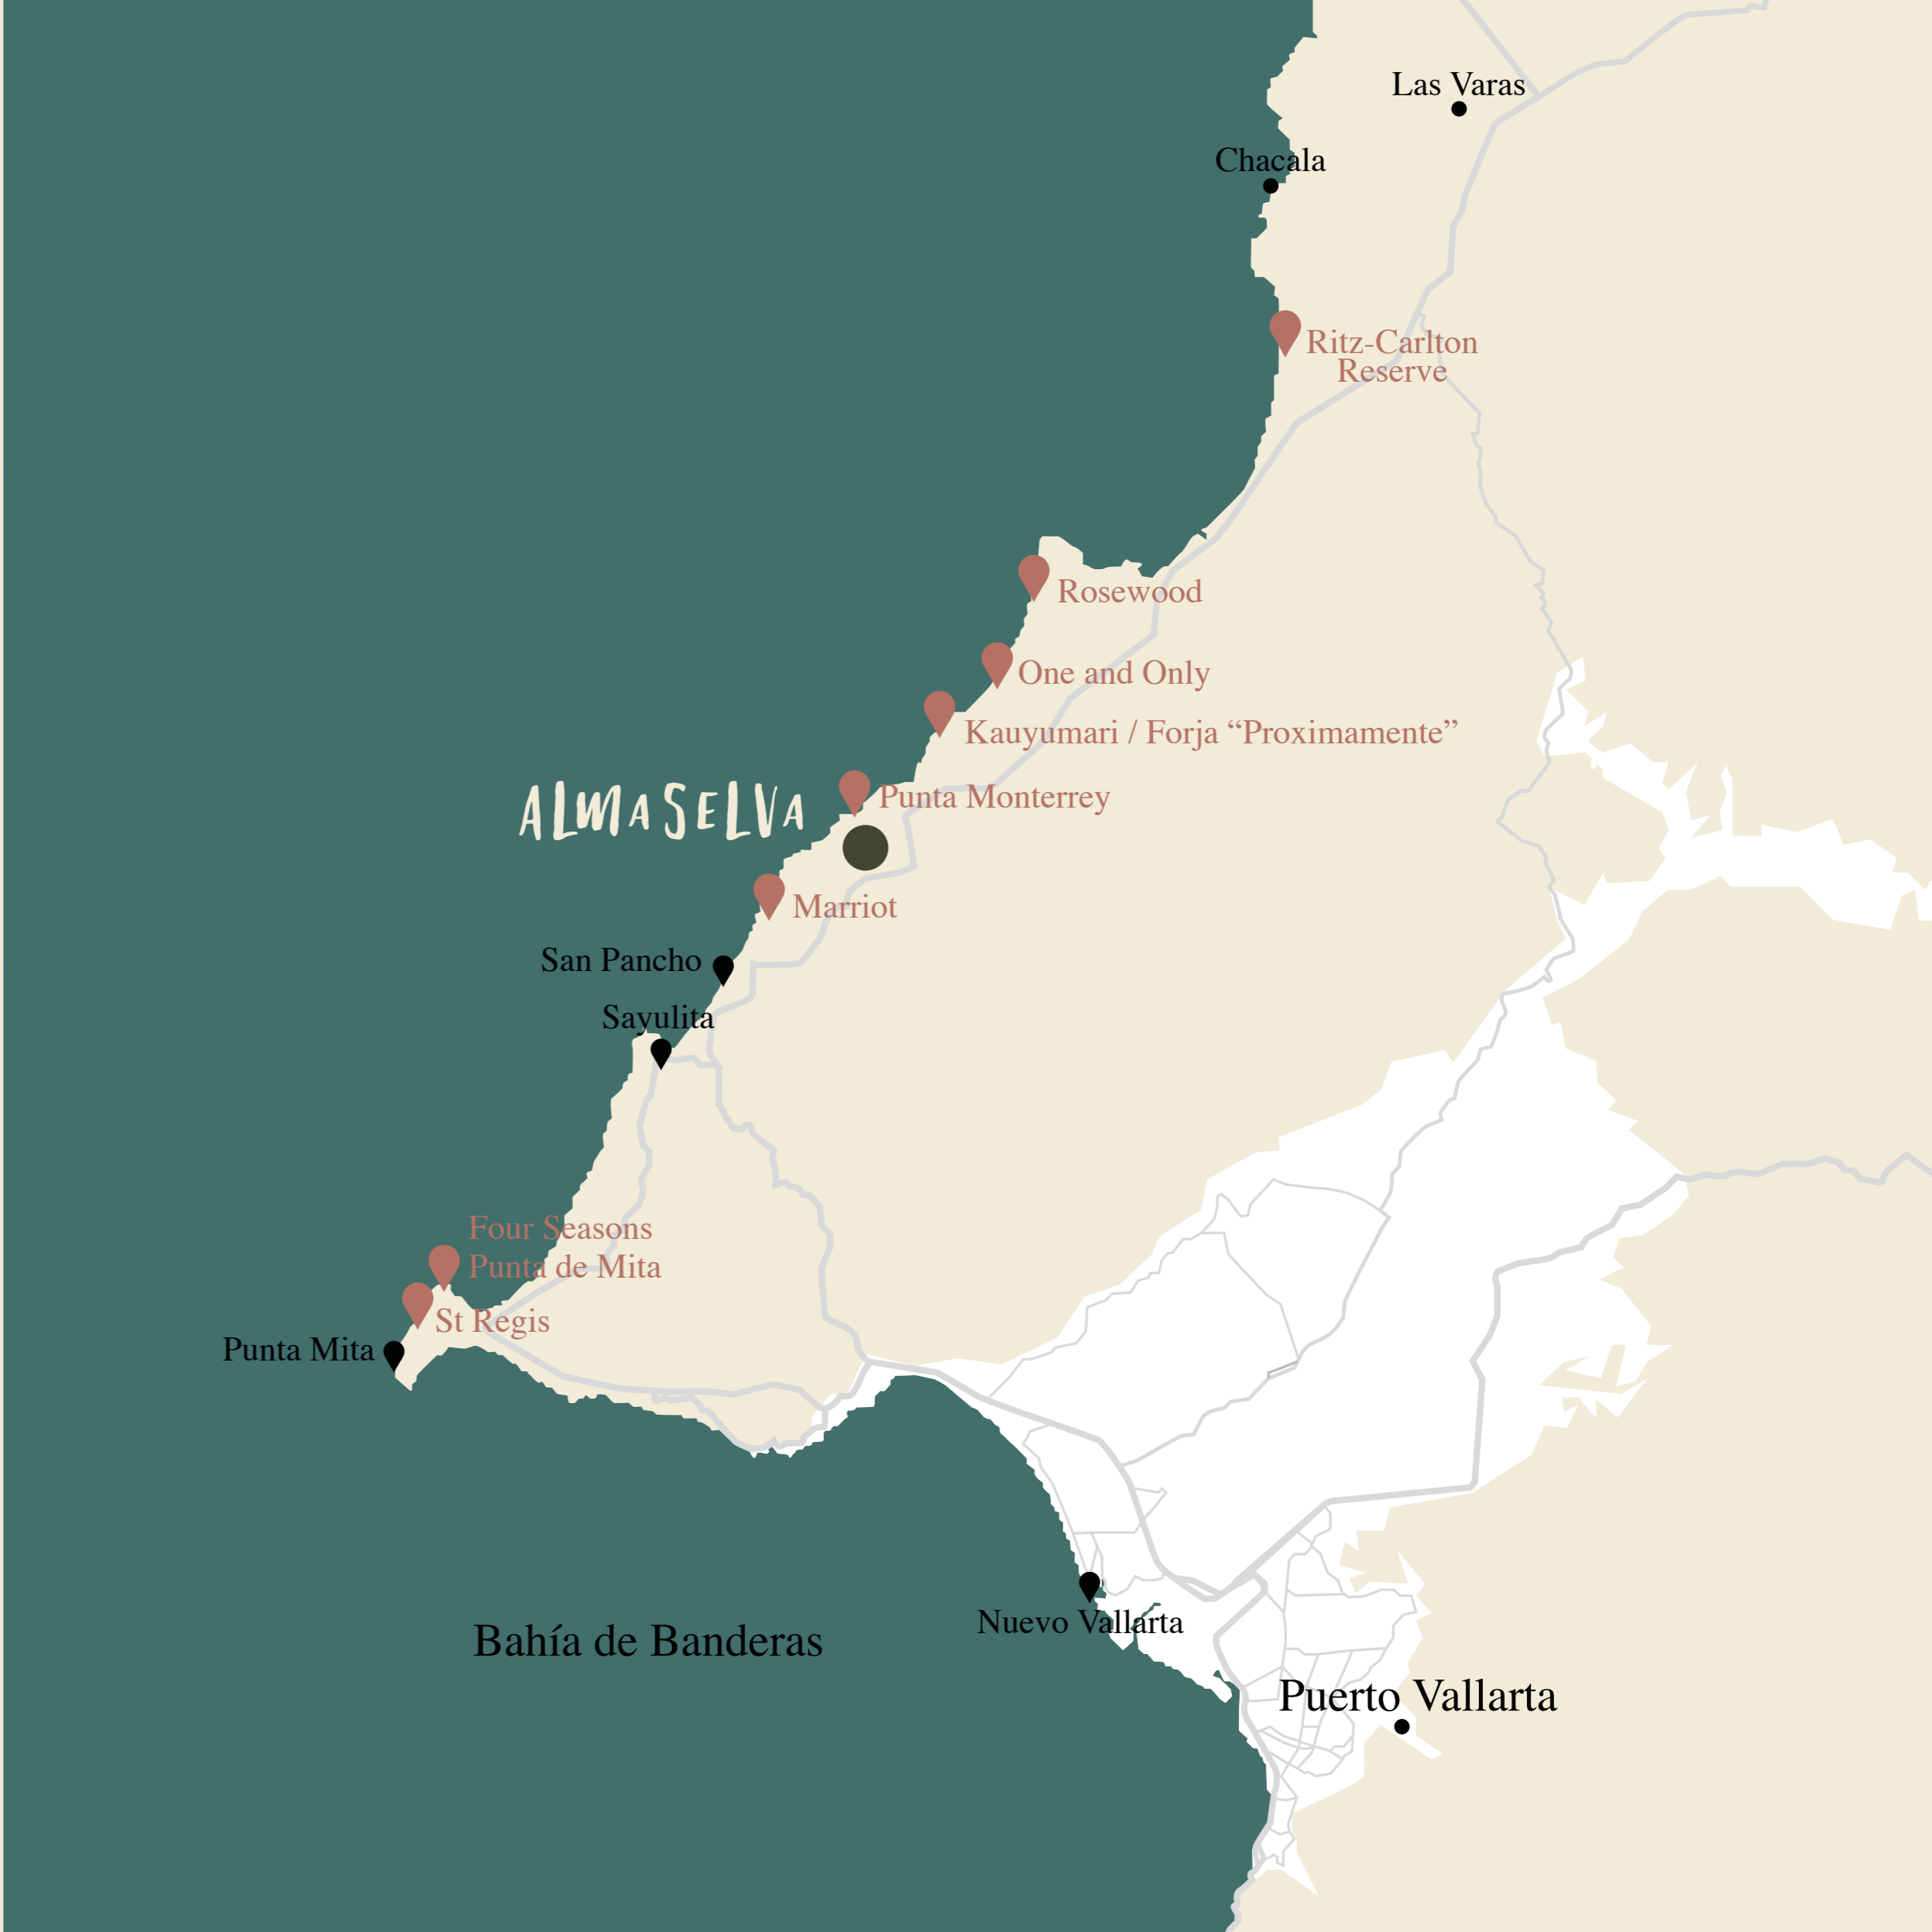 Las Varas
Chacala
Ritz-Carlton
Reserve
Rosewood
One and Only
Kauyumari / Forja “Proximamente”
ALMASELVA
Punta Monterrey
Marriot
San Pancho
Sayulita
Four Seasons
Punta de Mita
St Regis
Punta Mita
Nuevo Vallarta
Bahía de Banderas
Puerto Vallarta